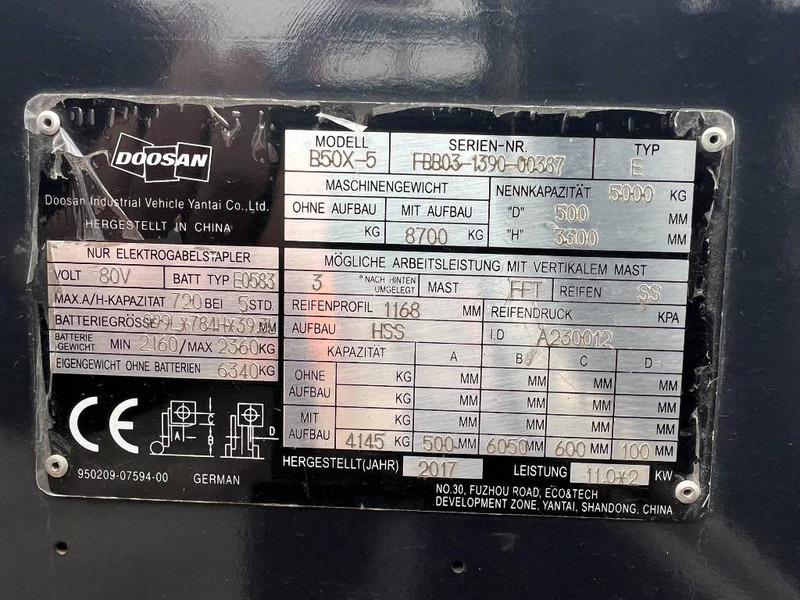 DOOSAN
Doosan Industrial Vehicle Yantai Co., Ltd.
HERGESTELLT IN CHINA
MODELL SERIEN-NR. TYP
B50X-5 FBB03-1390-00387 E
MASCHINENGEWICHT
OHNE AUFBAU MIT AUFBAU
KG 8700 KG
NENNKAPAZITÄT 5000 KG
"D" 500 MM
"H" 3300 MM
NUR ELEKTROGABELSTAPLER
VOLT 80V BATT TYP E0583
MAX.A/H-KAPAZITAT 720 BEI 5 STD.
BATTERIEGRÖSSE MM
BATTERIE GEWICHT MIN 2160 / MAX 2360 KG
EIGENGEWICHT OHNE BATTERIEN 6340 KG
MÖGLICHE ARBEITSLEISTUNG MIT VERTIKALEM MAST
3 °NACH HINTEN UMGELEGT MAST FFT REIFEN SS
REIFENPROFIL 1168 MM REIFENDRUCK KPA
AUFBAU HSS I.D A230012
KAPAZITÄT A B C D
OHNE AUFBAU KG MM MM MM MM
KG MM MM MM MM
MIT AUFBAU KG MM MM MM MM
4145 KG 500 MM 6050 MM 600 MM 100 MM
CE
A B C D
950209-07594-00 GERMAN
HERGESTELLT(JAHR) 2017 LEISTUNG 11.0X2 KW
NO.30, FUZHOU ROAD, ECO&TECH
DEVELOPMENT ZONE, YANTAI, SHANDONG, CHINA